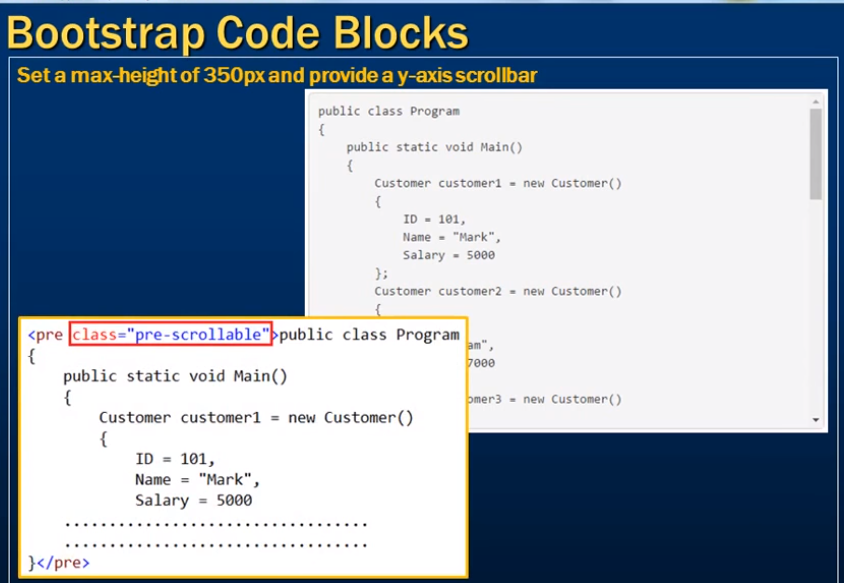 Bootstrap Code Blocks
Set a max-height of 350px and provide a y-axis scrollbar
public class Program
{
    public static void Main()
    {
        Customer customer1 = new Customer()
        {
            ID = 101,
            Name = "Mark",
            Salary = 5000
        };
        Customer customer2 = new Customer()
        {
am",
7000
omer3 = new Customer()
<pre class="pre-scrollable">public class Program
{
    public static void Main()
    {
        Customer customer1 = new Customer()
        {
            ID = 101,
            Name = "Mark",
            Salary = 5000
    ..................................
    ..................................
}</pre>